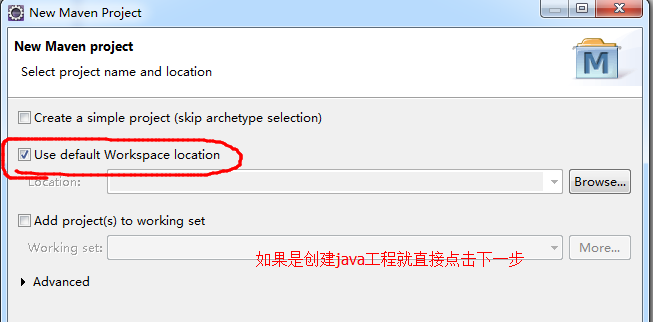 New Maven Project
New Maven project
Select project name and location
M
Create a simple project (skip archetype selection)
Use default Workspace location
Location:
Browse...
Add project(s) to working set
Working set:
More...
如果是创建java工程就直接点击下一步
Advanced